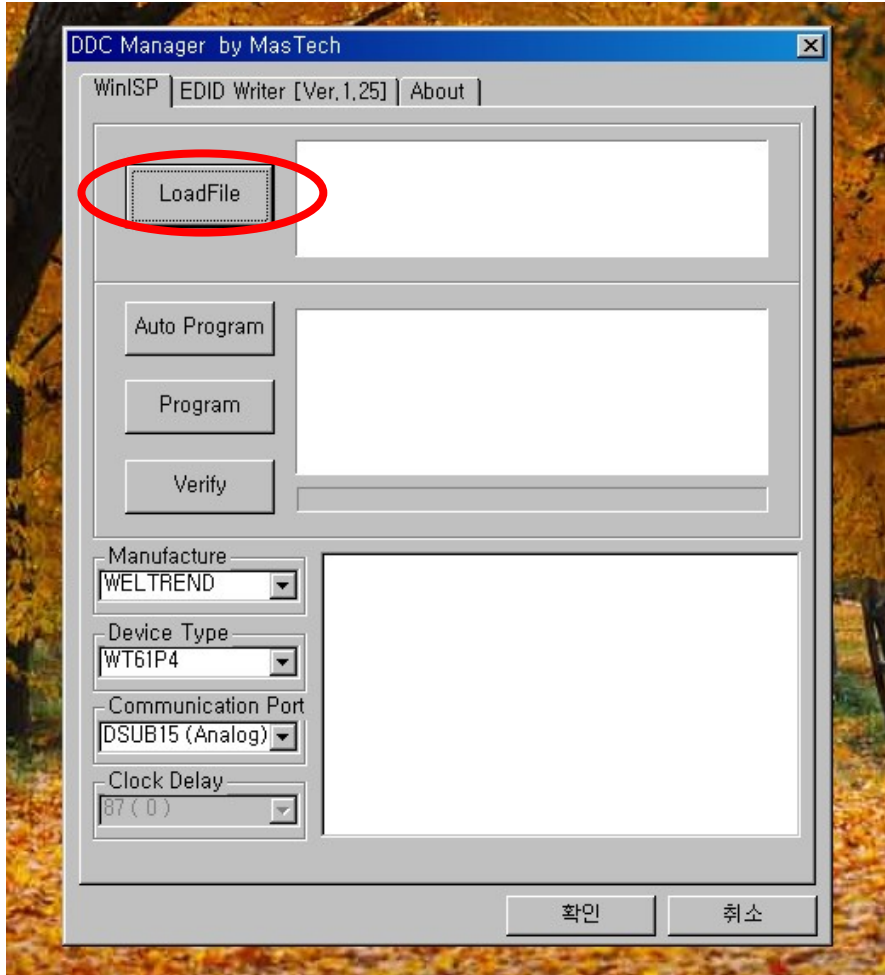 DDC Manager by MasTech
WinISP EDID Writer [Ver,1,25] About
LoadFile
Auto Program
Program
Verify
Manufacture
WELTREND
Device Type
WT61P4
Communication Port
DSUB15 (Analog)
Clock Delay
87 ( 0 )
확인 취소